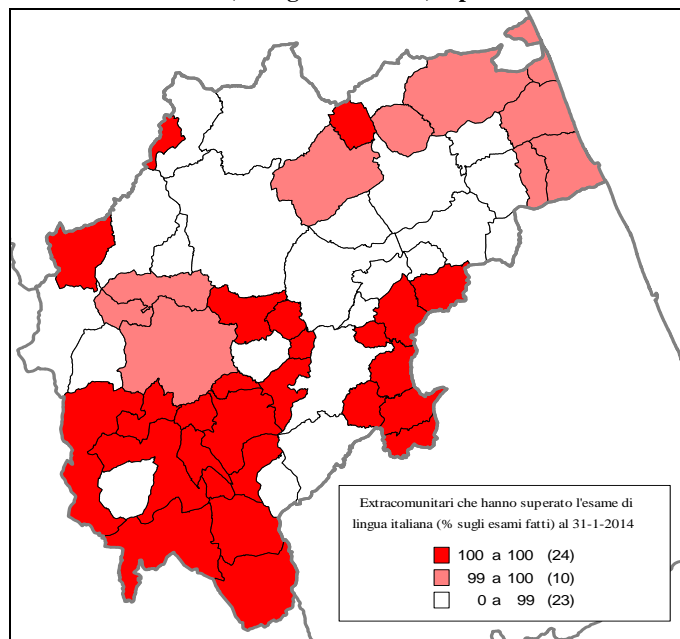 Extracomunitari che hanno superato l'esame di
lingua italiana (% sugli esami fatti) al 31-1-2014
100 a 100 (24)
99 a 100 (10)
0 a 99 (23)